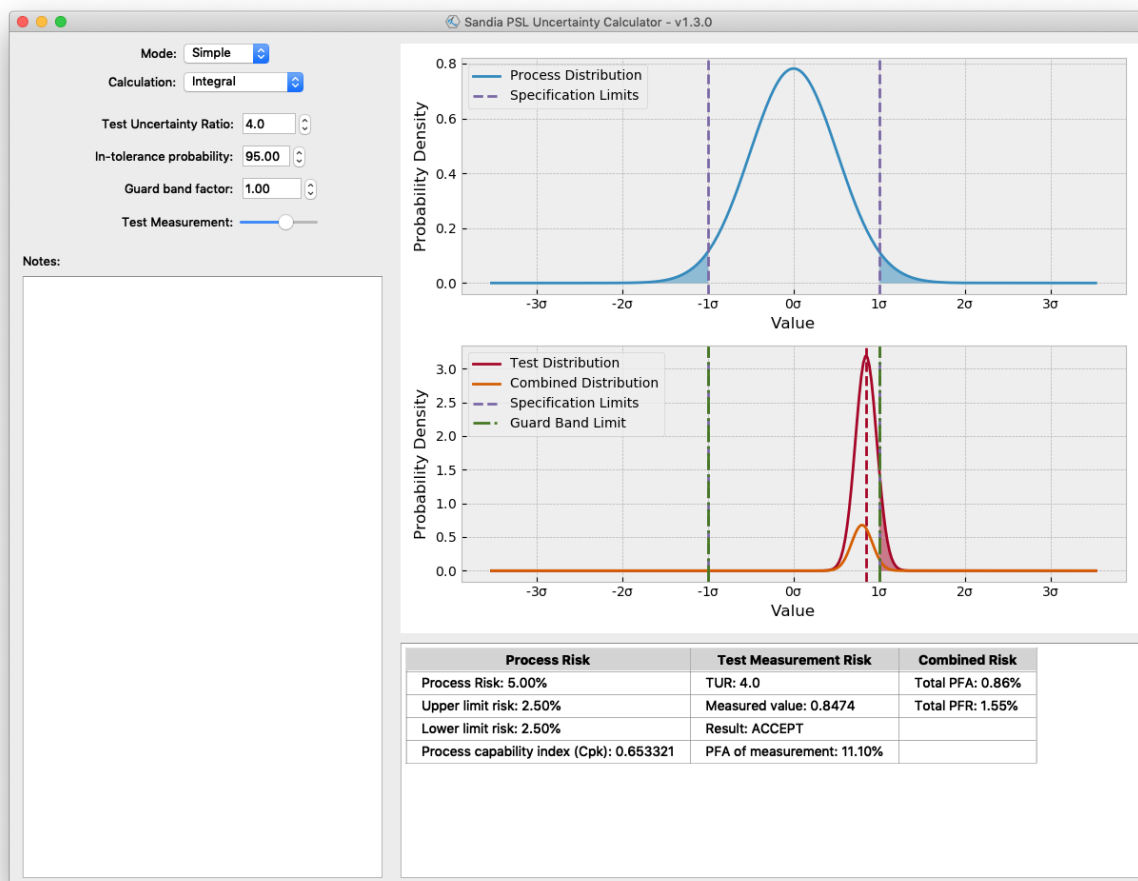 Sandia PSL Uncertainty Calculator - v1.3.0
Mode: Simple
Calculation: Integral
Test Uncertainty Ratio: 4.0
In-tolerance probability: 95.00
Guard band factor: 1.00
Test Measurement:
Notes:
Probability Density
0.8
0.6
0.4
0.2
0.0
Process Distribution
Specification Limits
-3σ -2σ -1σ 0σ 1σ 2σ 3σ
Value
Probability Density
3.0
2.5
2.0
1.5
1.0
0.5
0.0
Test Distribution
Combined Distribution
Specification Limits
Guard Band Limit
-3σ -2σ -1σ 0σ 1σ 2σ 3σ
Value
Process Risk Test Measurement Risk Combined Risk
Process Risk: 5.00% TUR: 4.0 Total PFA: 0.86%
Upper limit risk: 2.50% Measured value: 0.8474 Total PFR: 1.55%
Lower limit risk: 2.50% Result: ACCEPT
Process capability index (Cpk): 0.653321 PFA of measurement: 11.10%